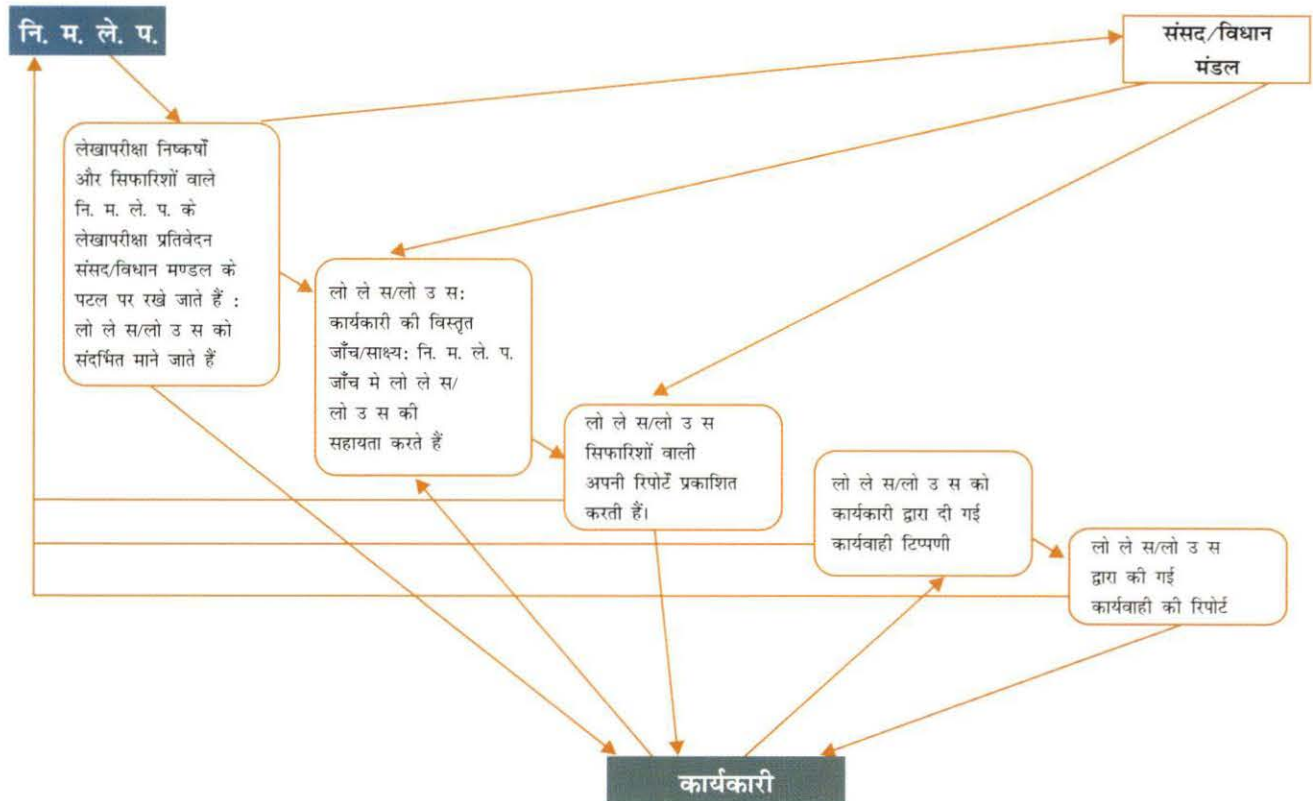 नि. म. ले. प.
संसद/विधान
मंडल
लेखापरीक्षा निष्कर्षों
और सिफारिशों वाले
नि. म. ले. प. के
लेखापरीक्षा प्रतिवेदन
संसद/विधान मण्डल के
पटल पर रखे जाते हैं :
लो ले स/लो उ स को
संदर्भित माने जाते हैं
लो ले स/लो उ स:
कार्यकारी की विस्तृत
जाँच/साक्ष्य: नि. म. ले. प.
जाँच मे लो ले स/
लो उ स की
सहायता करते हैं
लो ले स/लो उ स
सिफारिशों वाली
अपनी रिपोर्टें प्रकाशित
करती हैं।
लो ले स/लो उ स को
कार्यकारी द्वारा दी गई
कार्यवाही टिप्पणी
लो ले स/लो उ स
द्वारा की गई
कार्यवाही की रिपोर्ट
कार्यकारी